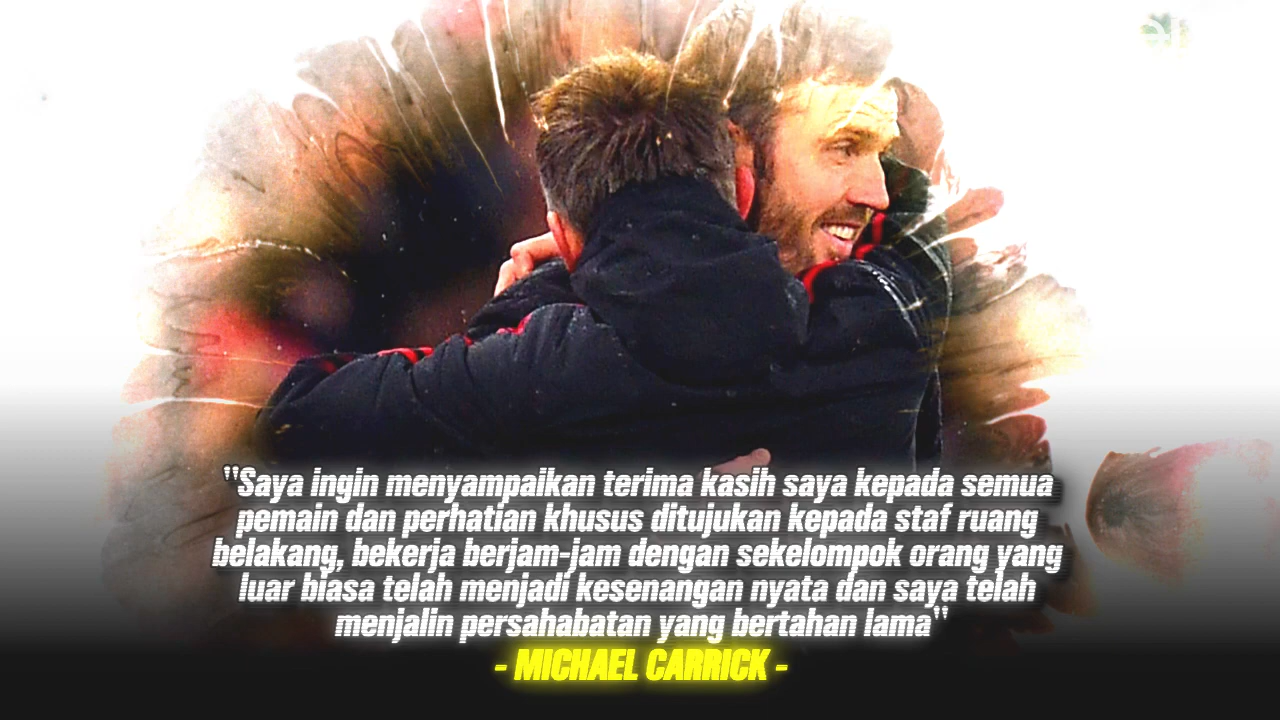 "Saya ingin menyampaikan terima kasih saya kepada semua
pemain dan perhatian khusus ditujukan kepada staf ruang
belakang, bekerja berjam-jam dengan sekelompok orang yang
luar biasa telah menjadi kesenangan nyata dan saya telah
menjalin persahabatan yang bertahan lama"
- MICHAEL CARRICK -